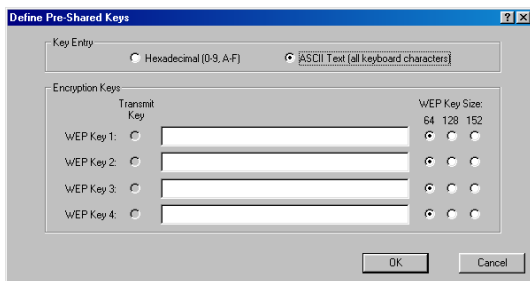 Define Pre-Shared Keys
Key Entry
Hexadecimal (0-9, A-F) ASCII Text (all keyboard characters)
Encryption Keys
Transmit Key WEP Key Size:
64 128 152
WEP Key 1:
WEP Key 2:
WEP Key 3:
WEP Key 4:
OK Cancel